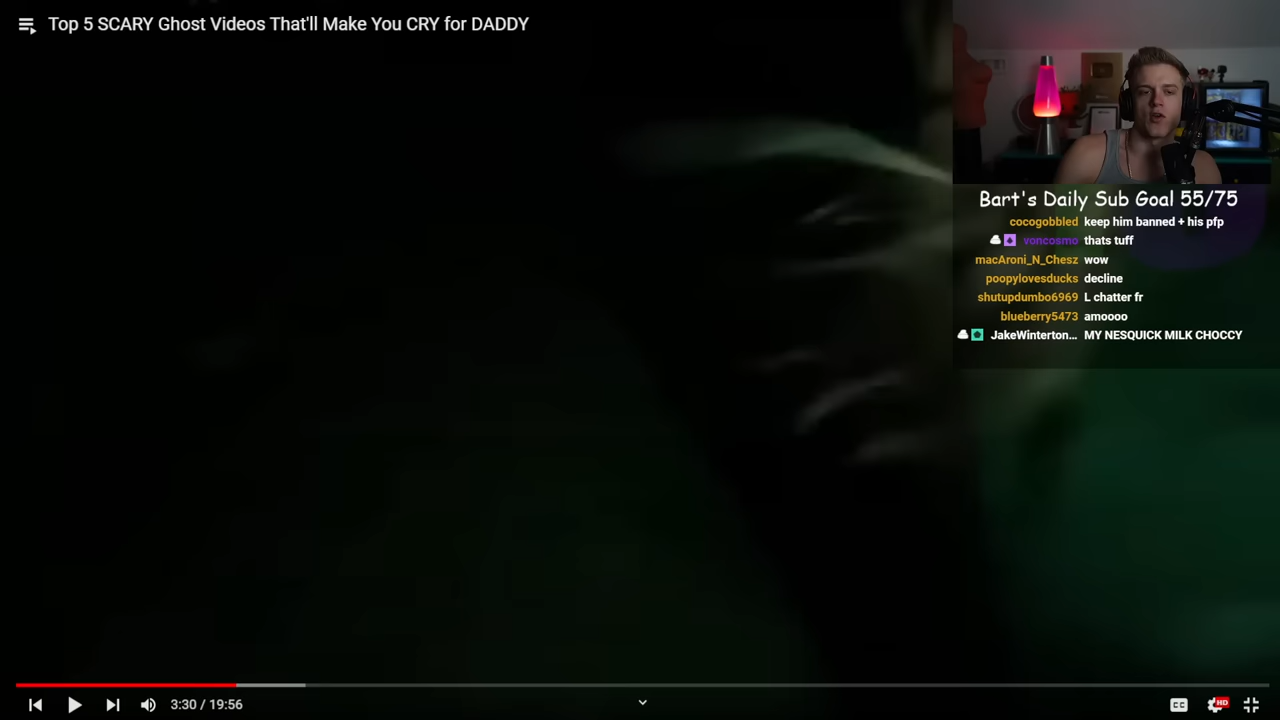 Top 5 SCARY Ghost Videos That'll Make You CRY for DADDY
Bart's Daily Sub Goal 55/75
cocogobbled keep him banned + his pfp
voncosmo thats tuff
macAroni_N_Chesz wow
poopylovesducks decline
shutupdumbo6969 L chatter fr
blueberry5473 amoooo
JakeWinterton... MY NESQUICK MILK CHOCCY
3:30 / 19:56
CC
HD